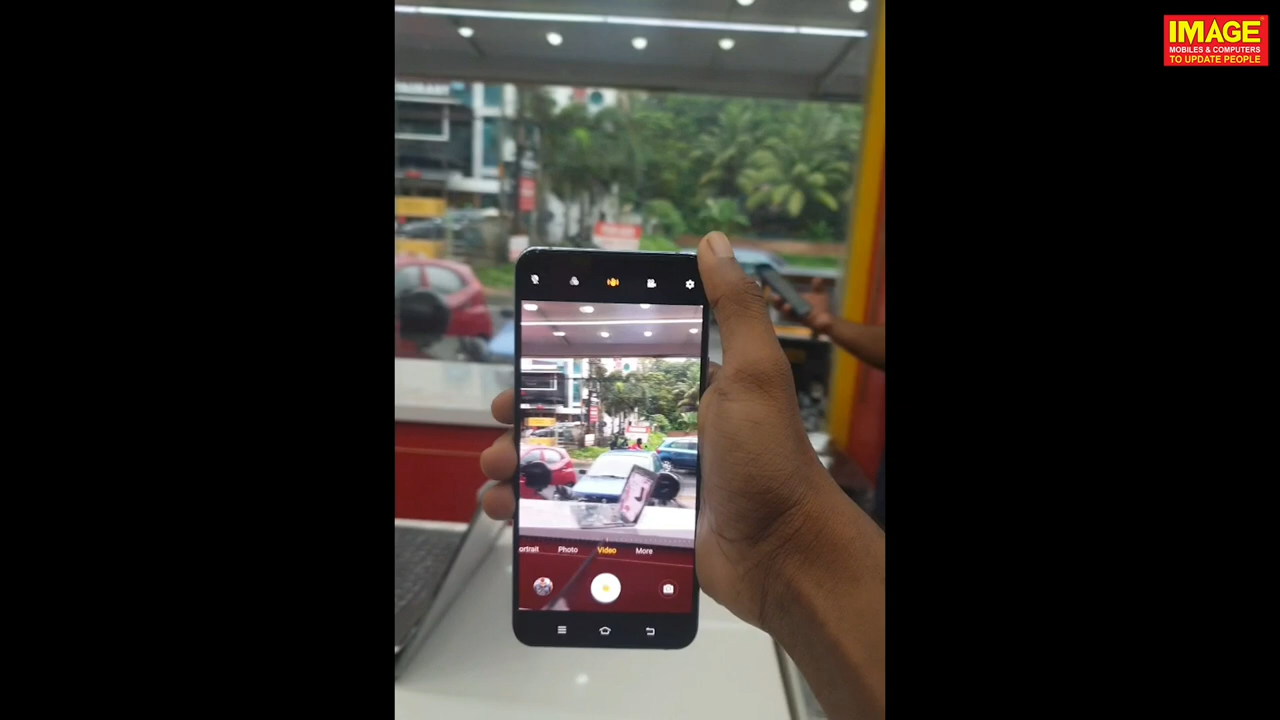 IMAGE
MOBILES & COMPUTERS
TO UPDATE PEOPLE
ortrait Photo Video More